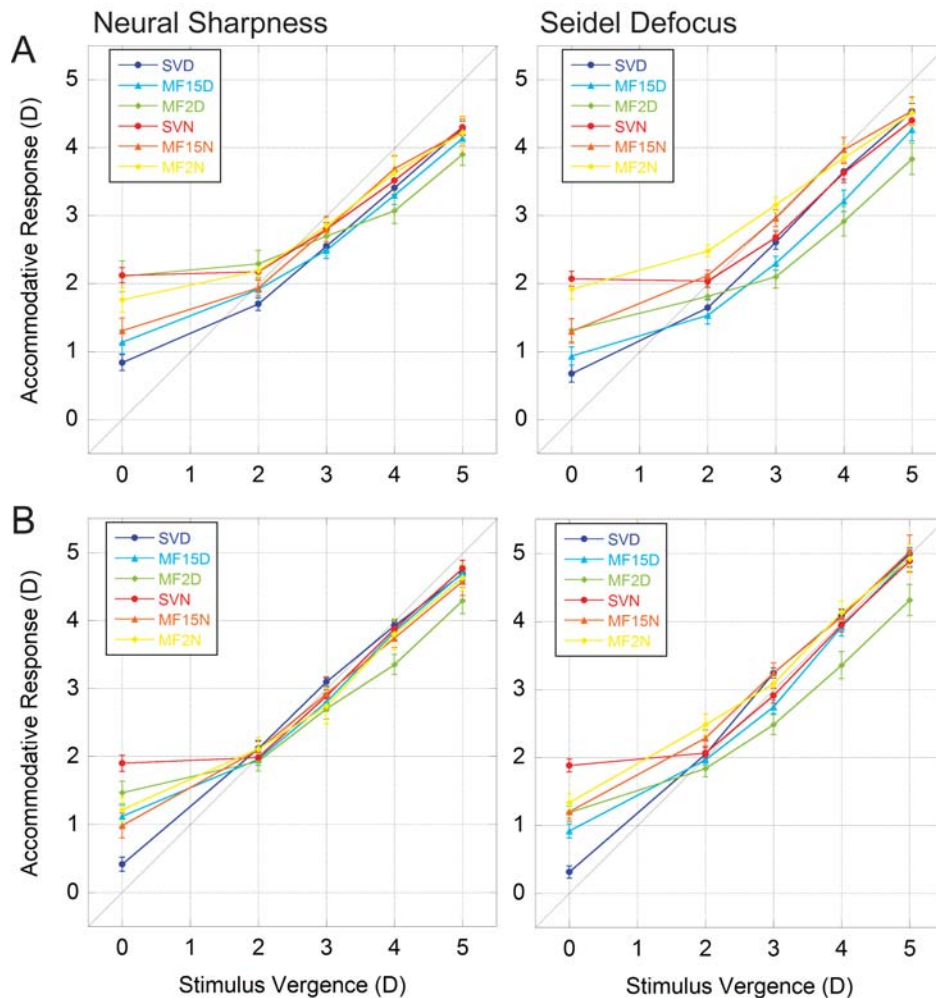 Neural Sharpness
Seidel Defocus
A
Accommodative Response (D)
5
4
3
2
1
0
SVD
MF15D
MF2D
SVN
MF15N
MF2N
0 2 3 4 5
5
4
3
2
1
0
SVD
MF15D
MF2D
SVN
MF15N
MF2N
0 2 3 4 5
B
Accommodative Response (D)
5
4
3
2
1
0
SVD
MF15D
MF2D
SVN
MF15N
MF2N
0 2 3 4 5
Stimulus Vergence (D)
5
4
3
2
1
0
SVD
MF15D
MF2D
SVN
MF15N
MF2N
0 2 3 4 5
Stimulus Vergence (D)